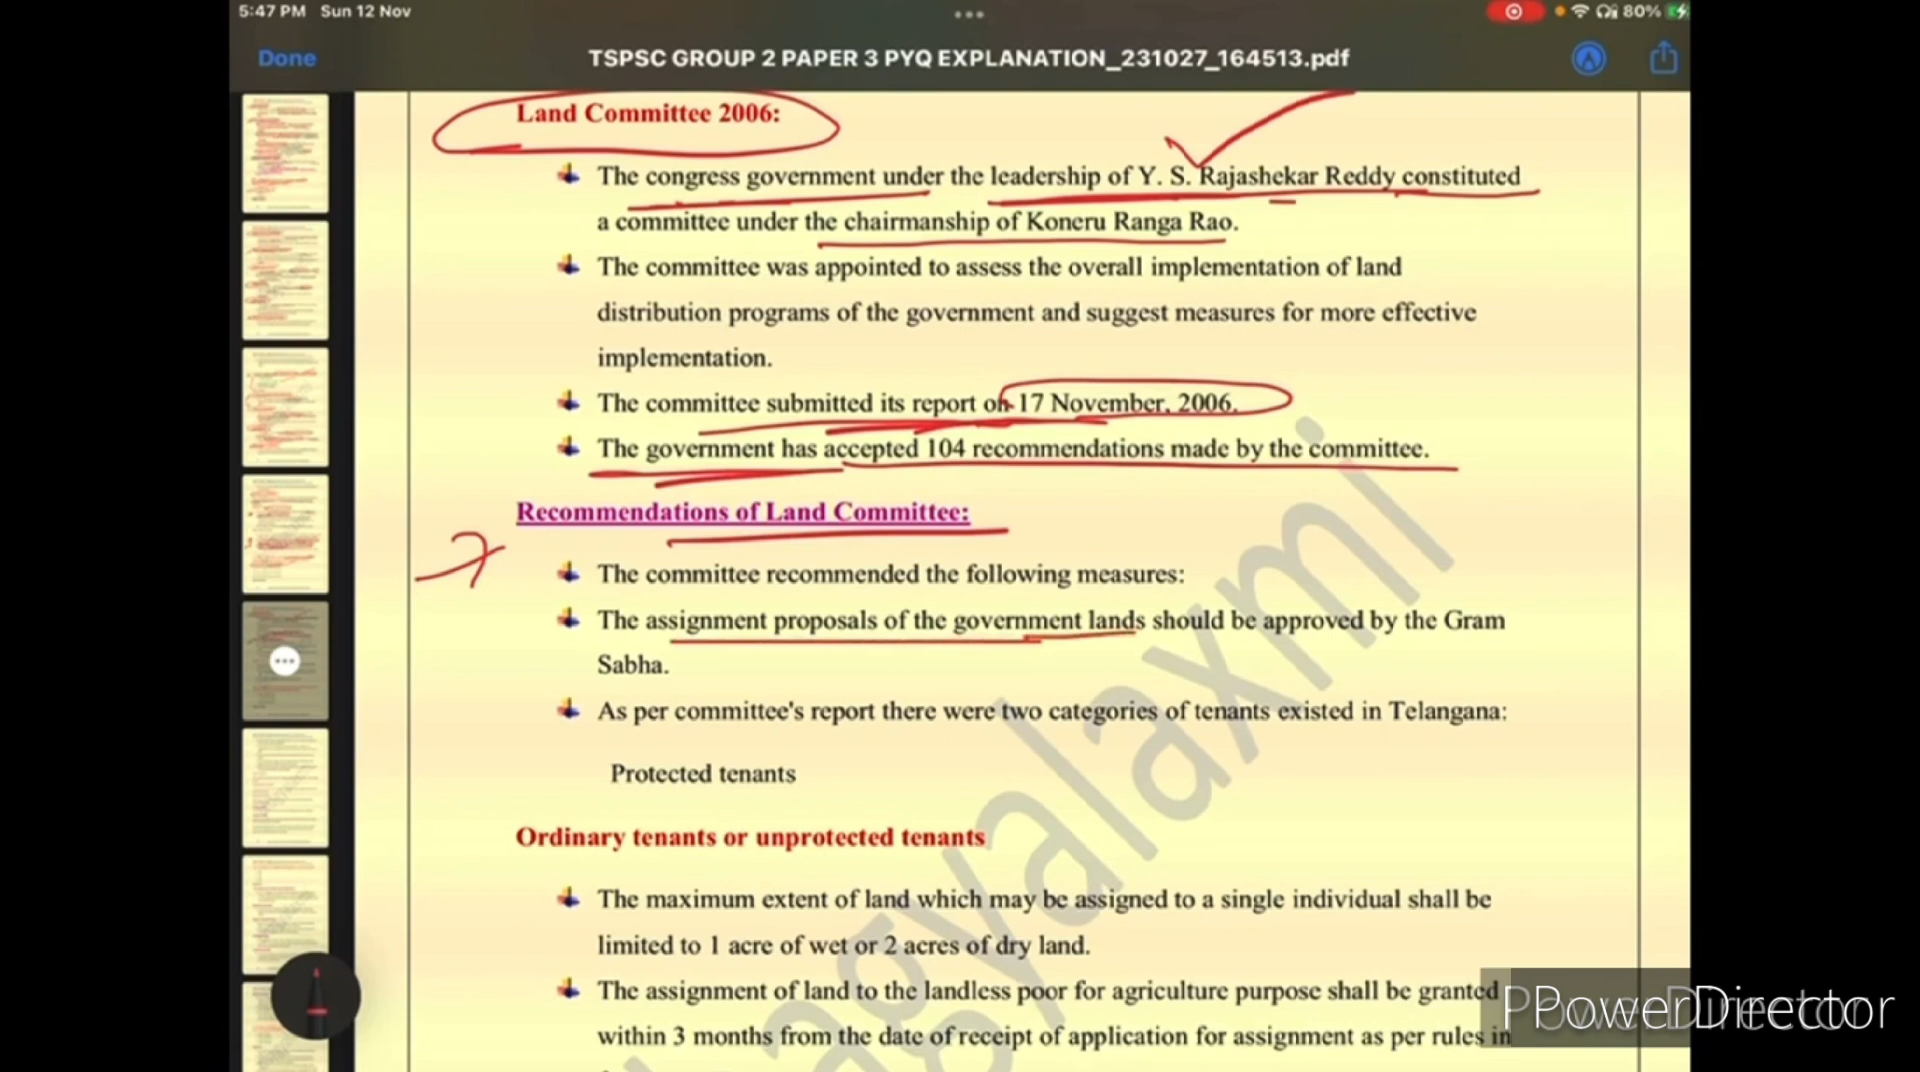 5:47 PM Sun 12 Nov
80%
Done
TSPSC GROUP 2 PAPER 3 PYQ EXPLANATION_231027_164513.pdf
Land Committee 2006:
The congress government under the leadership of Y. S. Rajashekar Reddy constituted
a committee under the chairmanship of Koneru Ranga Rao.
The committee was appointed to assess the overall implementation of land
distribution programs of the government and suggest measures for more effective
implementation.
The committee submitted its report on 17 November, 2006.
The government has accepted 104 recommendations made by the committee.
Recommendations of Land Committee:
The committee recommended the following measures:
The assignment proposals of the government lands should be approved by the Gram
Sabha.
As per committee's report there were two categories of tenants existed in Telangana:
Protected tenants
Ordinary tenants or unprotected tenants
The maximum extent of land which may be assigned to a single individual shall be
limited to 1 acre of wet or 2 acres of dry land.
The assignment of land to the landless poor for agriculture purpose shall be granted
within 3 months from the date of receipt of application for assignment as per rules in
PowerDirector